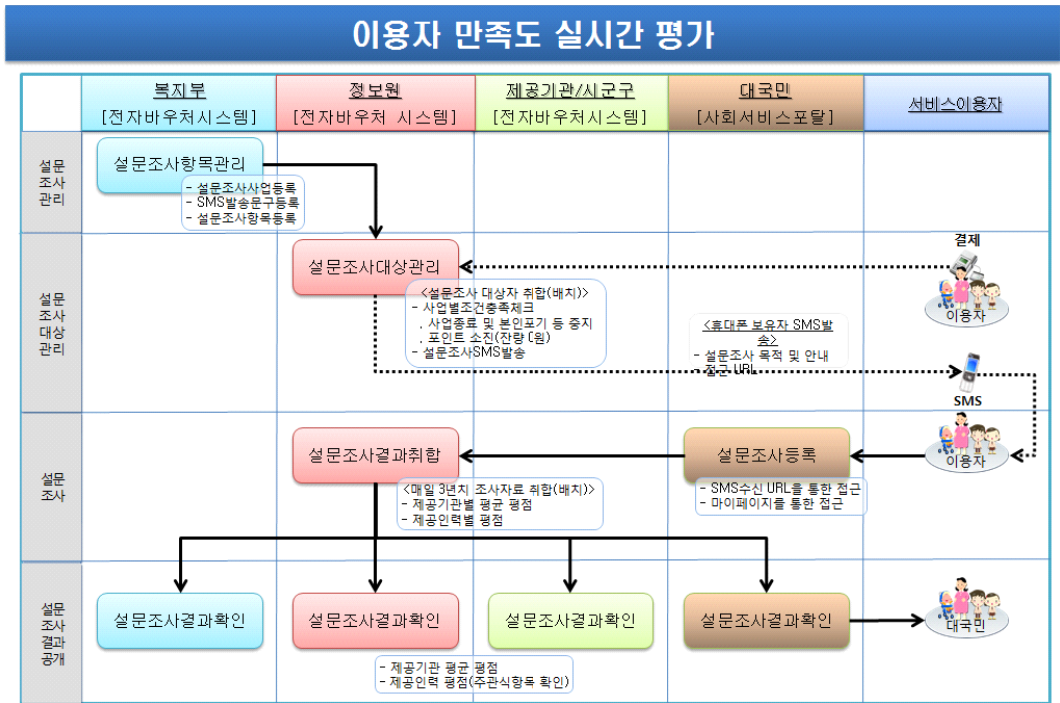 이용자 만족도 실시간 평가
복지부
[전자바우처시스템]
정보원
[전자바우처 시스템]
제공기관/시군구
[전자바우처시스템]
대국민
[사회서비스포탈]
서비스이용자
설문
조사
관리
설문조사항목관리
- 설문조사사업등록
- SMS발송문구등록
- 설문조사항목등록
설문
조사
대상
관리
설문조사대상관리
<설문조사 대상자 취합(배치)>
- 사업별조건충족체크
. 사업종료 및 본인포기 등 중지
. 포인트 소진(잔량 0원)
- 설문조사SMS발송
<휴대폰 보유자 SMS발
송>
- 설문조사 목적 및 안내
- 접근 URL
결제
이용자
SMS
설문
조사
설문조사결과취합
<매일 3년치 조사자료 취합(배치)>
- 제공기관별 평균 평점
- 제공인력별 평점
설문조사등록
- SMS수신 URL을 통한 접근
- 마이페이지를 통한 접근
이용자
설문
조사
결과
공개
설문조사결과확인
설문조사결과확인
설문조사결과확인
설문조사결과확인
대국민
- 제공기관 평균 평점
- 제공인력 평점(주관식항목 확인)